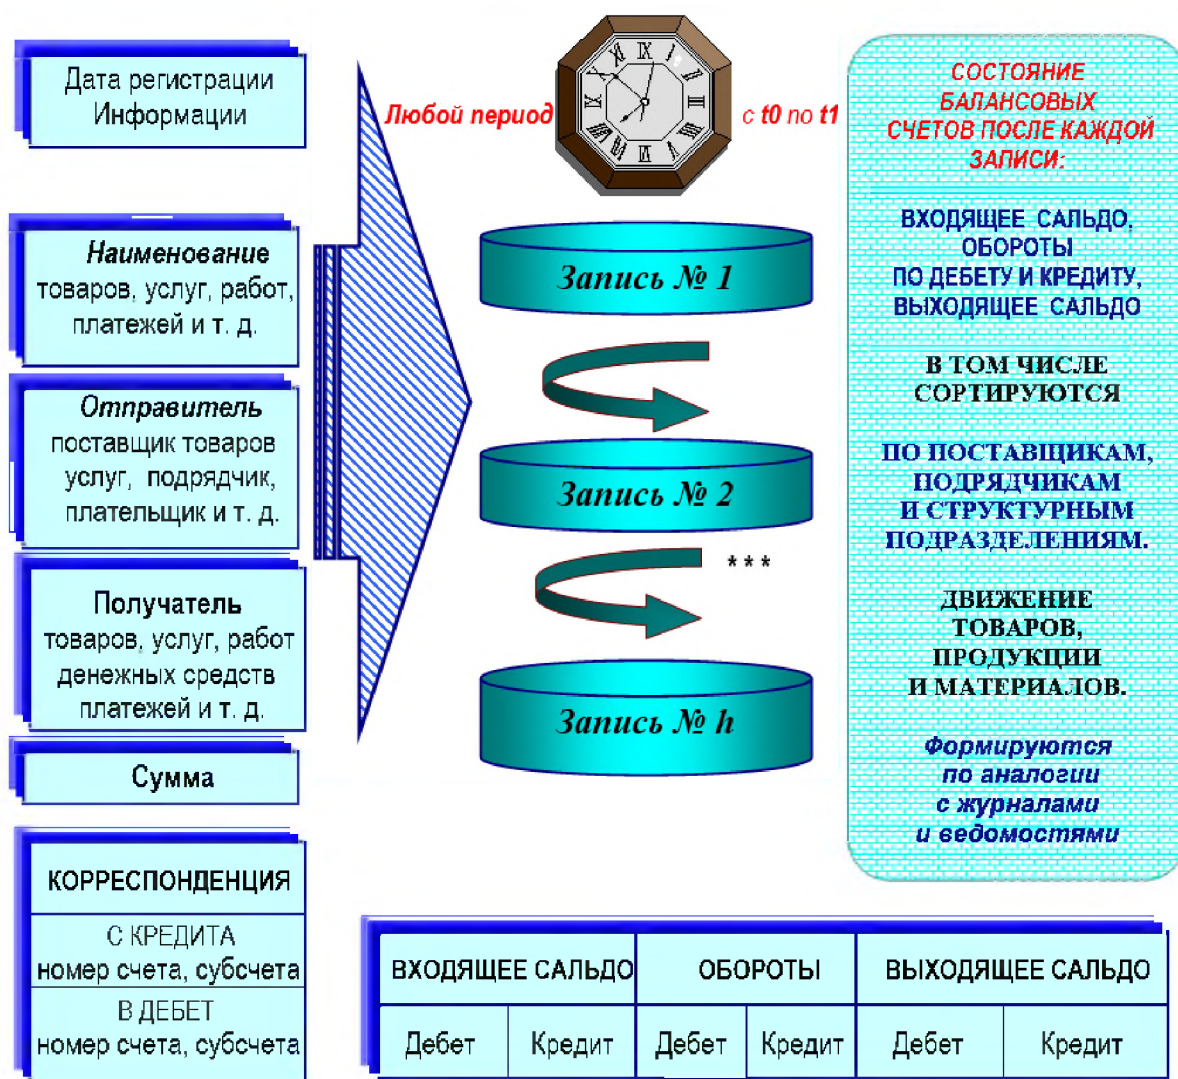 Дата регистрации
Информации
Наименование
товаров, услуг, работ,
платежей и т. д.
Отправитель
поставщик товаров
услуг, подрядчик,
плательщик и т. д.
Получатель
товаров, услуг, работ
денежных средств
платежей и т. д.
Сумма
КОРРЕСПОНДЕНЦИЯ
С КРЕДИТА
номер счета, субсчета
В ДЕБЕТ
номер счета, субсчета
Любой период
с t0 по t1
Запись № 1
Запись № 2
* * *
Запись № h
СОСТОЯНИЕ
БАЛАНСОВЫХ
СЧЕТОВ ПОСЛЕ КАЖДОЙ
ЗАПИСИ:
ВХОДЯЩЕЕ САЛЬДО,
ОБОРОТЫ
ПО ДЕБЕТУ И КРЕДИТУ,
ВЫХОДЯЩЕЕ САЛЬДО
В ТОМ ЧИСЛЕ
СОРТИРУЮТСЯ
ПО ПОСТАВЩИКАМ,
ПОДРЯДЧИКАМ
И СТРУКТУРНЫМ
ПОДРАЗДЕЛЕНИЯМ.
ДВИЖЕНИЕ
ТОВАРОВ,
ПРОДУКЦИИ
И МАТЕРИАЛОВ.
Формируются
по аналогии
с журналами
и ведомостями
ВХОДЯЩЕЕ САЛЬДО ОБОРОТЫ ВЫХОДЯЩЕЕ САЛЬДО
Дебет Кредит Дебет Кредит Дебет Кредит